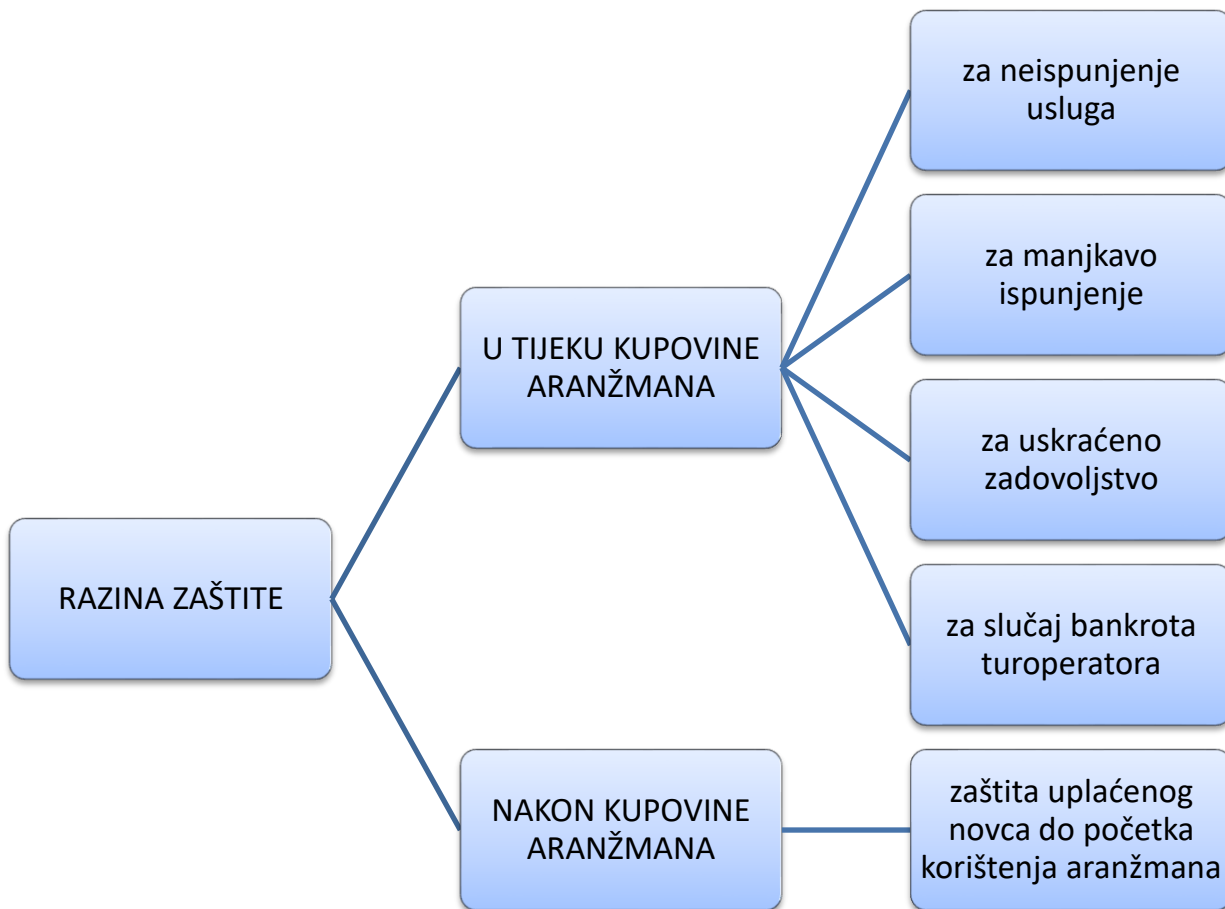 RAZINA ZAŠTITE
U TIJEKU KUPOVINE
ARANŽMANA
za neispunjenje
usluga
za manjkavo
ispunjenje
za uskraćeno
zadovoljstvo
za slučaj bankrota
turoperatora
NAKON KUPOVINE
ARANŽMANA
zaštita uplaćenog
novca do početka
korištenja aranžmana